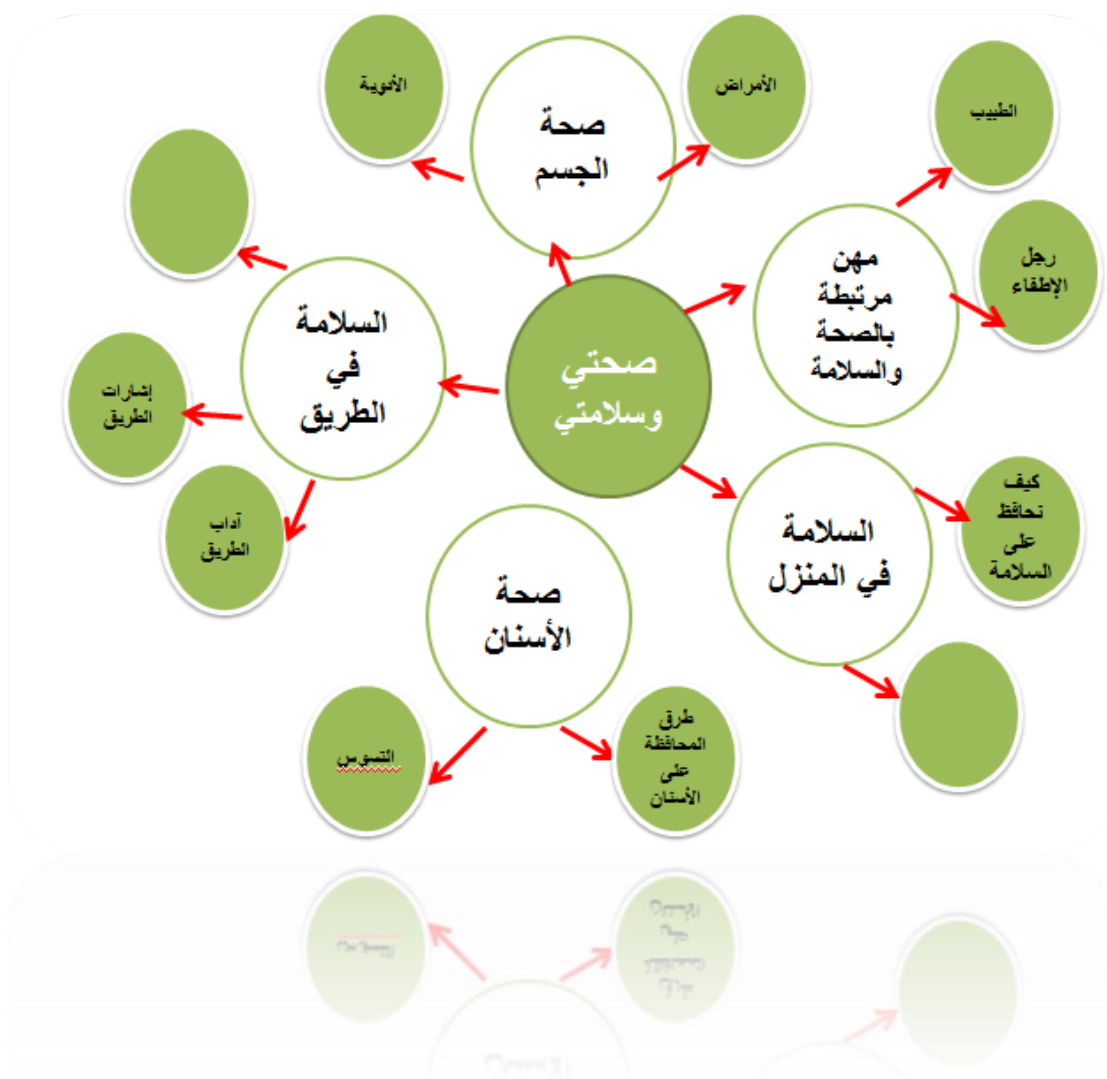 الأدوية
صحة
الجسم
الأمراض
الطبيب
مهن
مرتبطة
بالصحة
والسلامة
رجل
الإطفاء
السلامة
في
الطريق
إشارات
الطريق
آداب
الطريق
صحتي
وسلامتي
السلامة
في المنزل
كيف
تحافظ
على
السلامة
صحة
الأسنان
التسوس
طرق
المحافظة
على
الأسنان